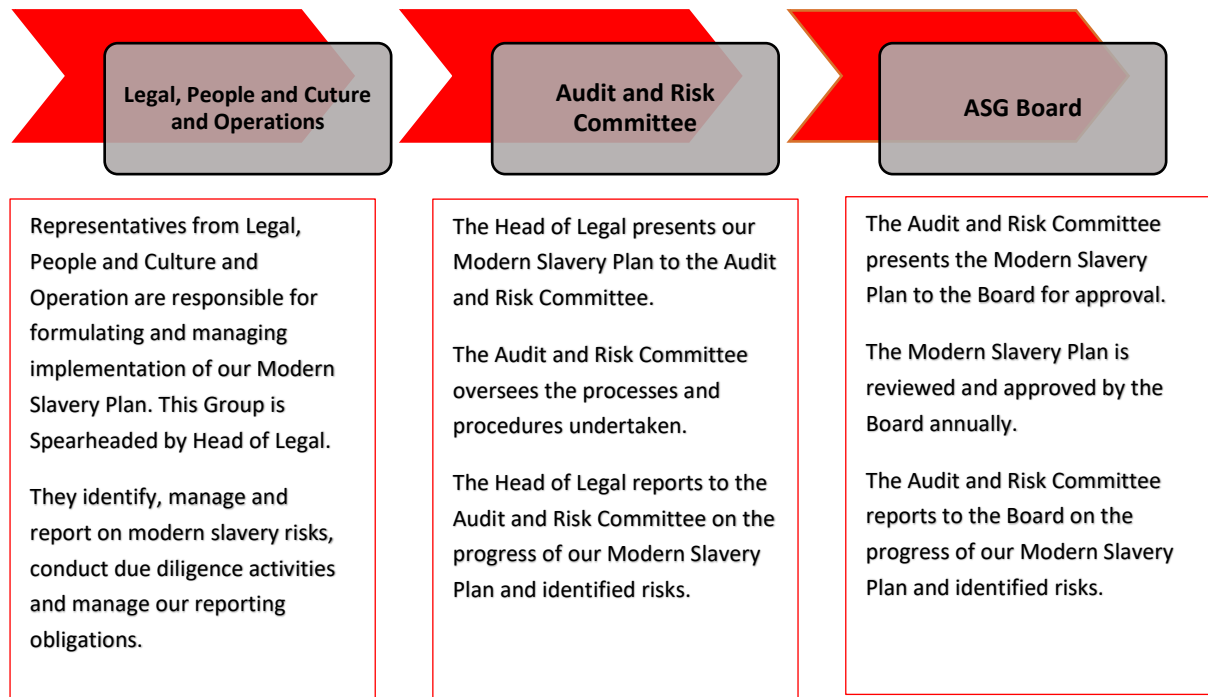 Legal, People and Cuture
and Operations
Audit and Risk
Committee
ASG Board
Representatives from Legal,
People and Culture and
Operation are responsible for
formulating and managing
implementation of our Modern
Slavery Plan. This Group is
Spearheaded by Head of Legal.
They identify, manage and
report on modern slavery risks,
conduct due diligence activities
and manage our reporting
obligations.
The Head of Legal presents our
Modern Slavery Plan to the Audit
and Risk Committee.
The Audit and Risk Committee
oversees the processes and
procedures undertaken.
The Head of Legal reports to the
Audit and Risk Committee on the
progress of our Modern Slavery
Plan and identified risks.
The Audit and Risk Committee
presents the Modern Slavery
Plan to the Board for approval.
The Modern Slavery Plan is
reviewed and approved by the
Board annually.
The Audit and Risk Committee
reports to the Board on the
progress of our Modern Slavery
Plan and identified risks.